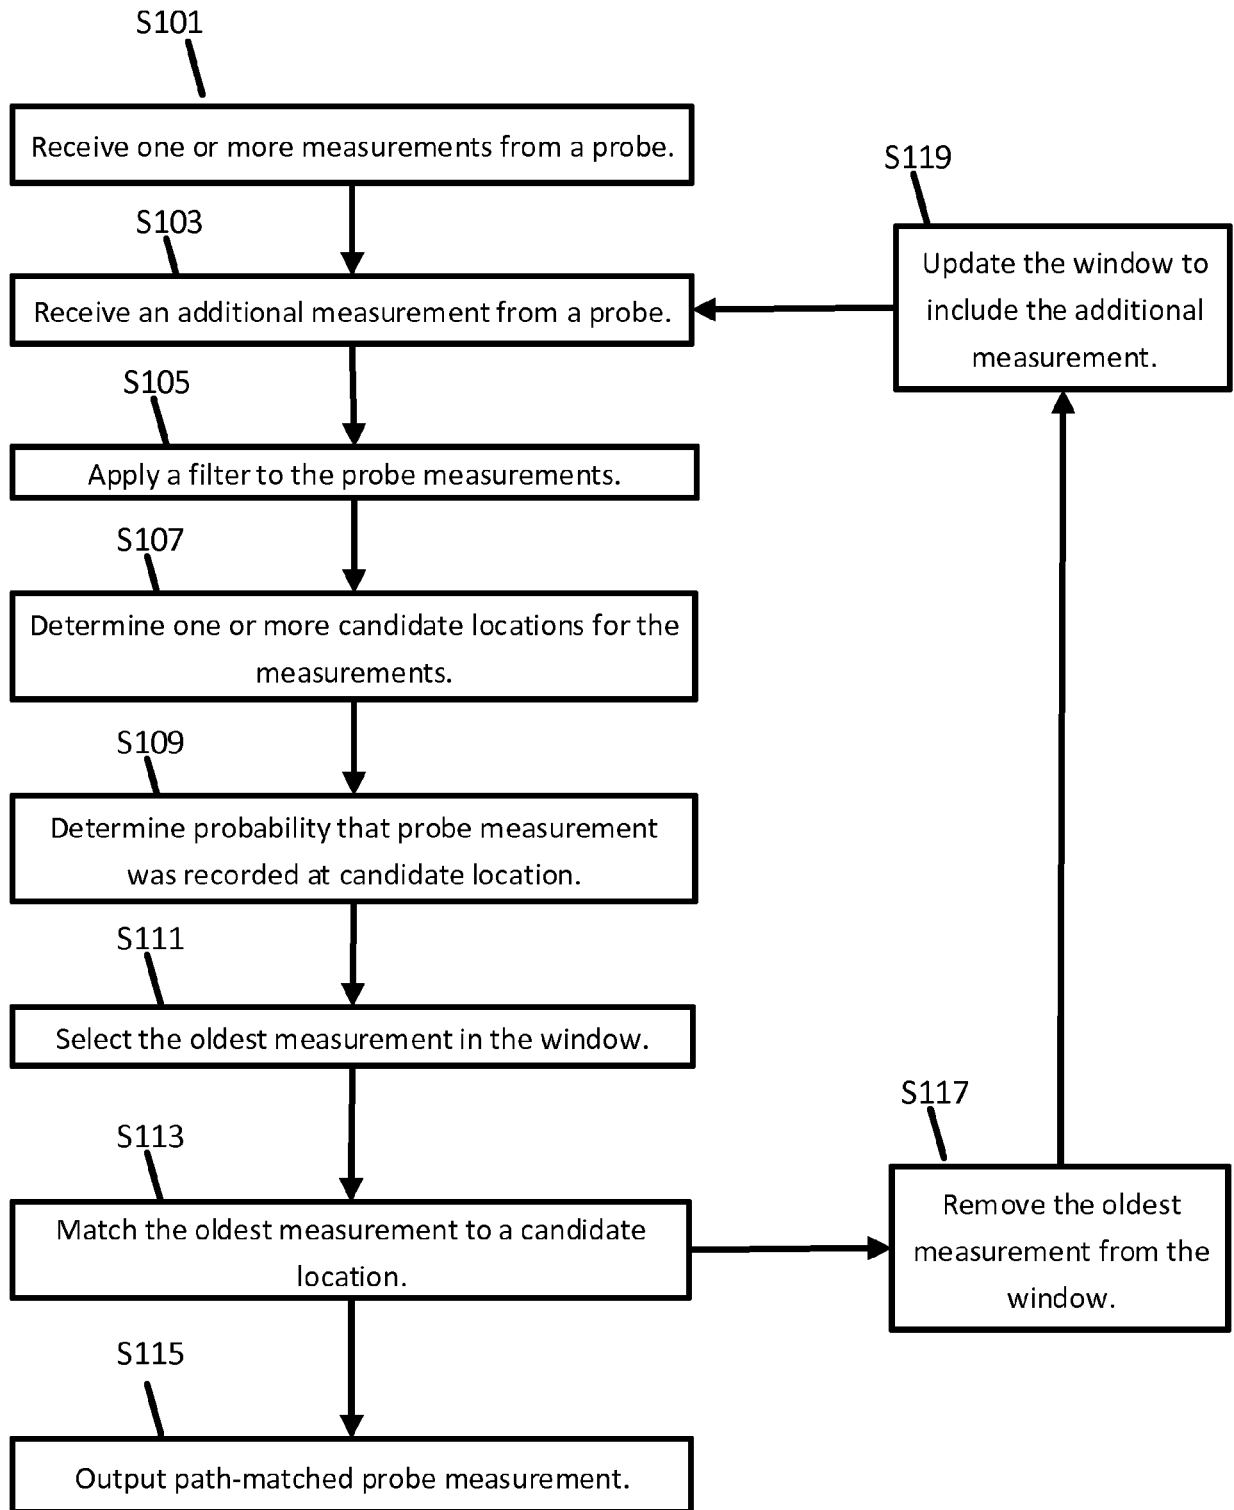 S101
Receive one or more measurements from a probe.
S103
Receive an additional measurement from a probe.
S105
Apply a filter to the probe measurements.
S107
Determine one or more candidate locations for the
measurements.
S109
Determine probability that probe measurement
was recorded at candidate location.
S111
Select the oldest measurement in the window.
S113
Match the oldest measurement to a candidate
location.
S115
Output path-matched probe measurement.
S117
Remove the oldest
measurement from the
window.
S119
Update the window to
include the additional
measurement.